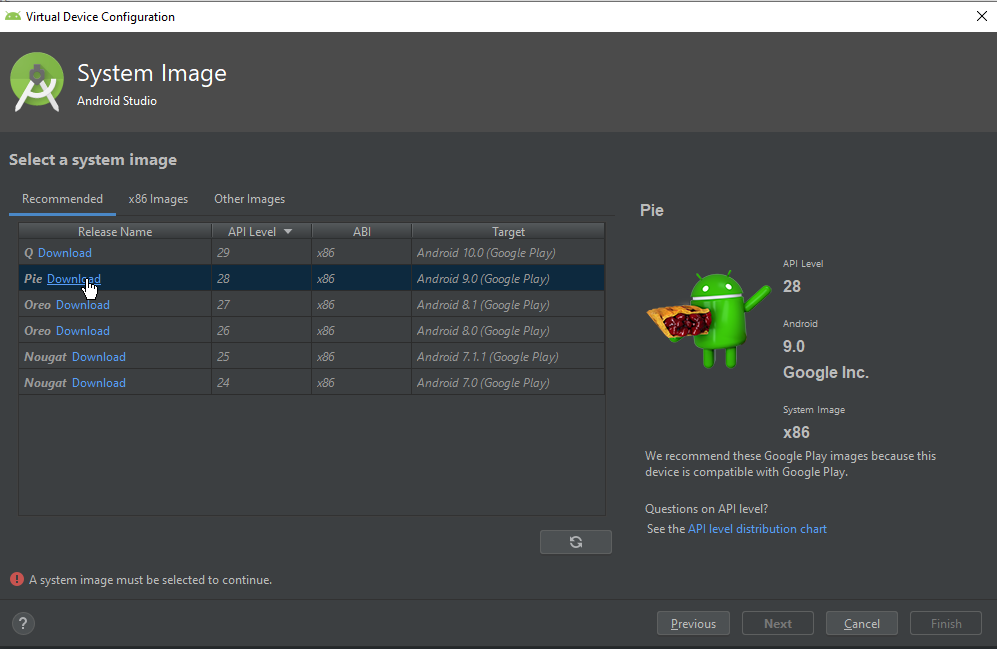 Virtual Device Configuration
System Image
Android Studio
Select a system image
Recommended x86 Images Other Images
Release Name API Level ABI Target
Q Download 29 x86 Android 10.0 (Google Play)
Pie Download 28 x86 Android 9.0 (Google Play)
Oreo Download 27 x86 Android 8.1 (Google Play)
Oreo Download 26 x86 Android 8.0 (Google Play)
Nougat Download 25 x86 Android 7.1.1 (Google Play)
Nougat Download 24 x86 Android 7.0 (Google Play)
Pie
API Level
28
Android
9.0
Google Inc.
System Image
x86
We recommend these Google Play images because this
device is compatible with Google Play.
Questions on API level?
See the API level distribution chart
! A system image must be selected to continue.
? Previous Next Cancel Finish